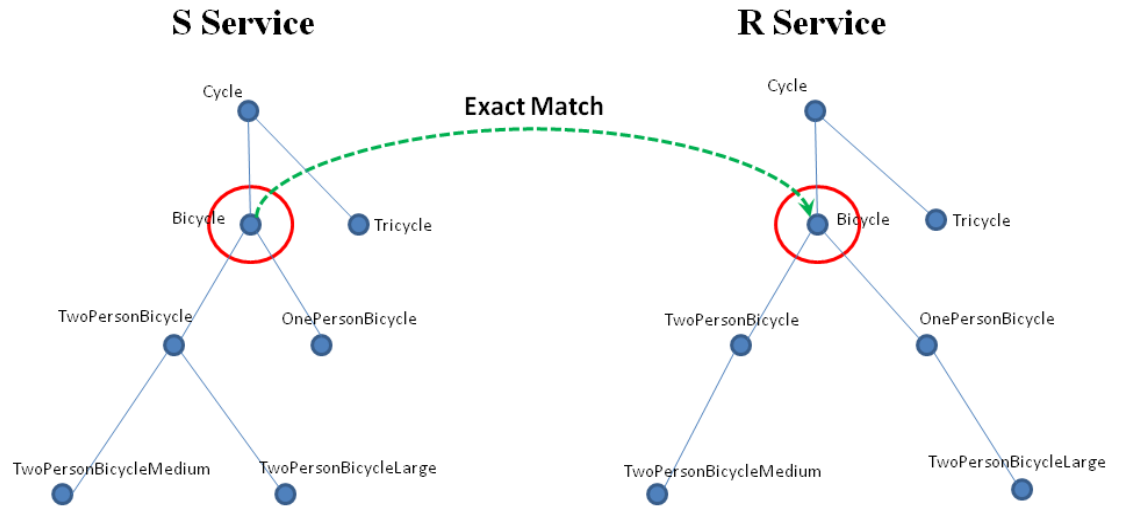 S Service
R Service
Cycle
Cycle
Exact Match
Bicycle
Tricycle
Bicycle
Tricycle
TwoPersonBicycle
OnePersonBicycle
TwoPersonBicycle
OnePersonBicycle
TwoPersonBicycleMedium
TwoPersonBicycleLarge
TwoPersonBicycleMedium
TwoPersonBicycleLarge